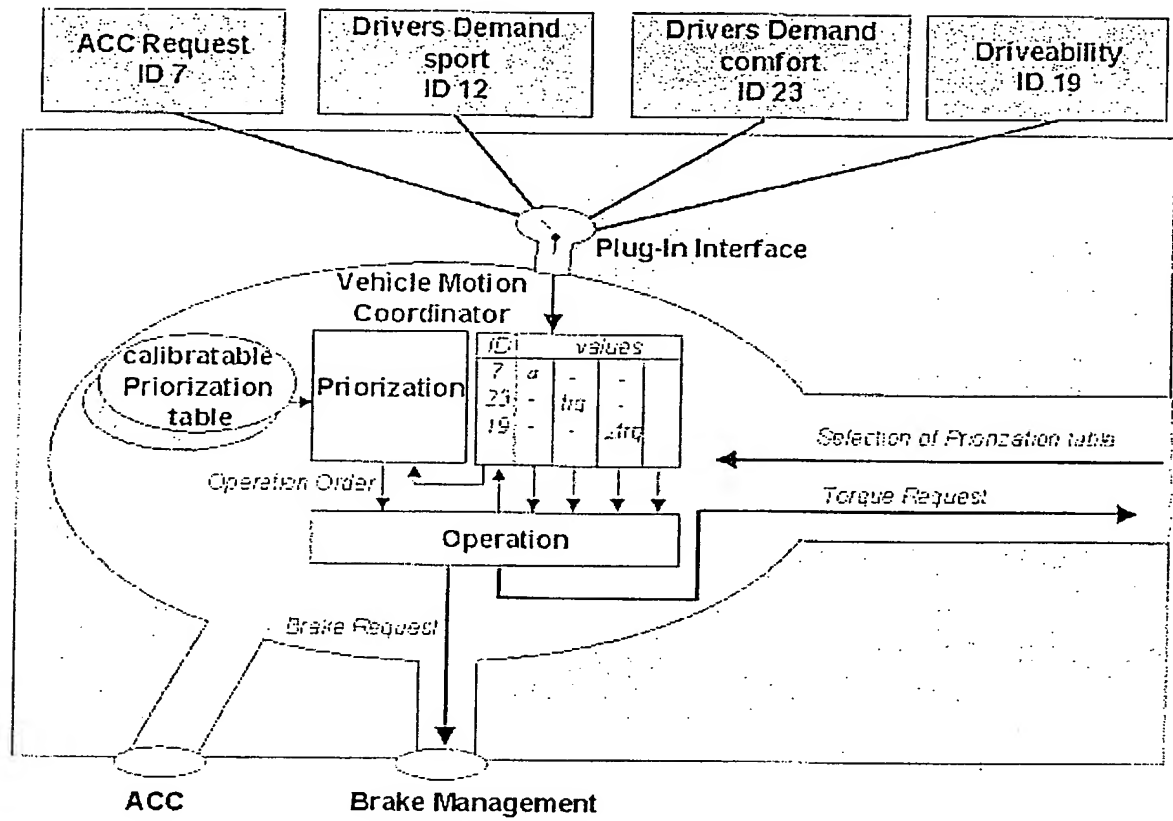 ACC Request
ID 7
Drivers Demand
sport
ID 12
Drivers Demand
comfort
ID 23
Driveability
ID 19
Plug-In Interface
Vehicle Motion
Coordinator
calibratable
Priorization
table
Priorization
ID values
7 a - -
23 - trq -
19 - - trq
Operation Order
Selection of Priorization table
Torque Request
Operation
Brake Request
ACC
Brake Management